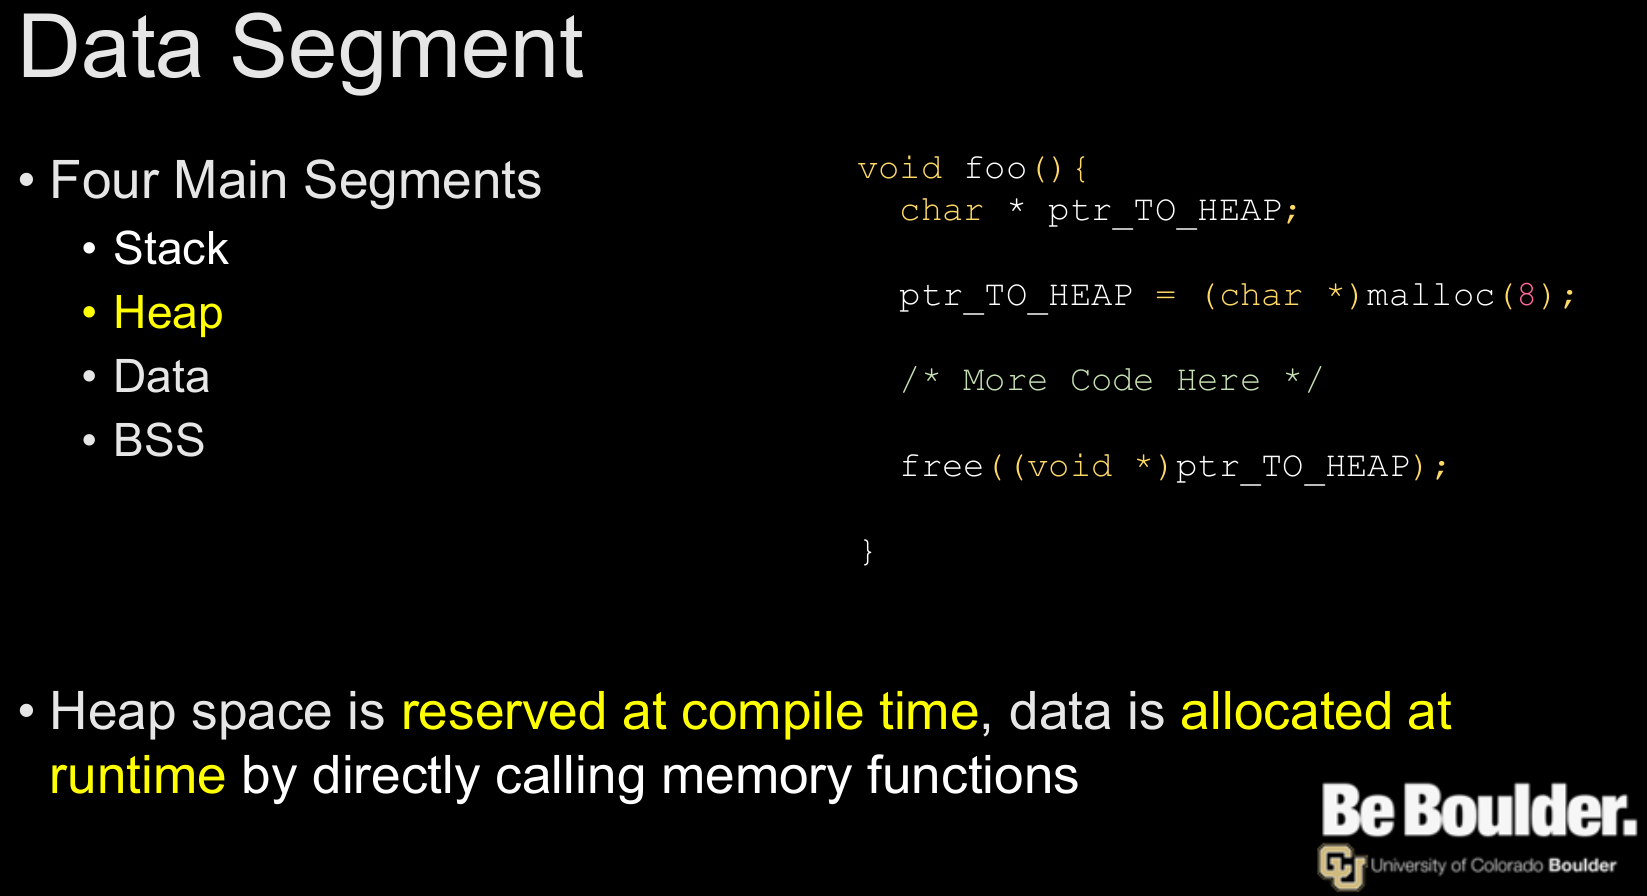 Data Segment
• Four Main Segments
• Stack
• Heap
• Data
• BSS
void foo(){
char * ptr_TO_HEAP;
ptr_TO_HEAP = (char *)malloc(8);
/* More Code Here */
free((void *)ptr_TO_HEAP);
}
• Heap space is reserved at compile time, data is allocated at
runtime by directly calling memory functions
Be Boulder.
CU University of Colorado Boulder